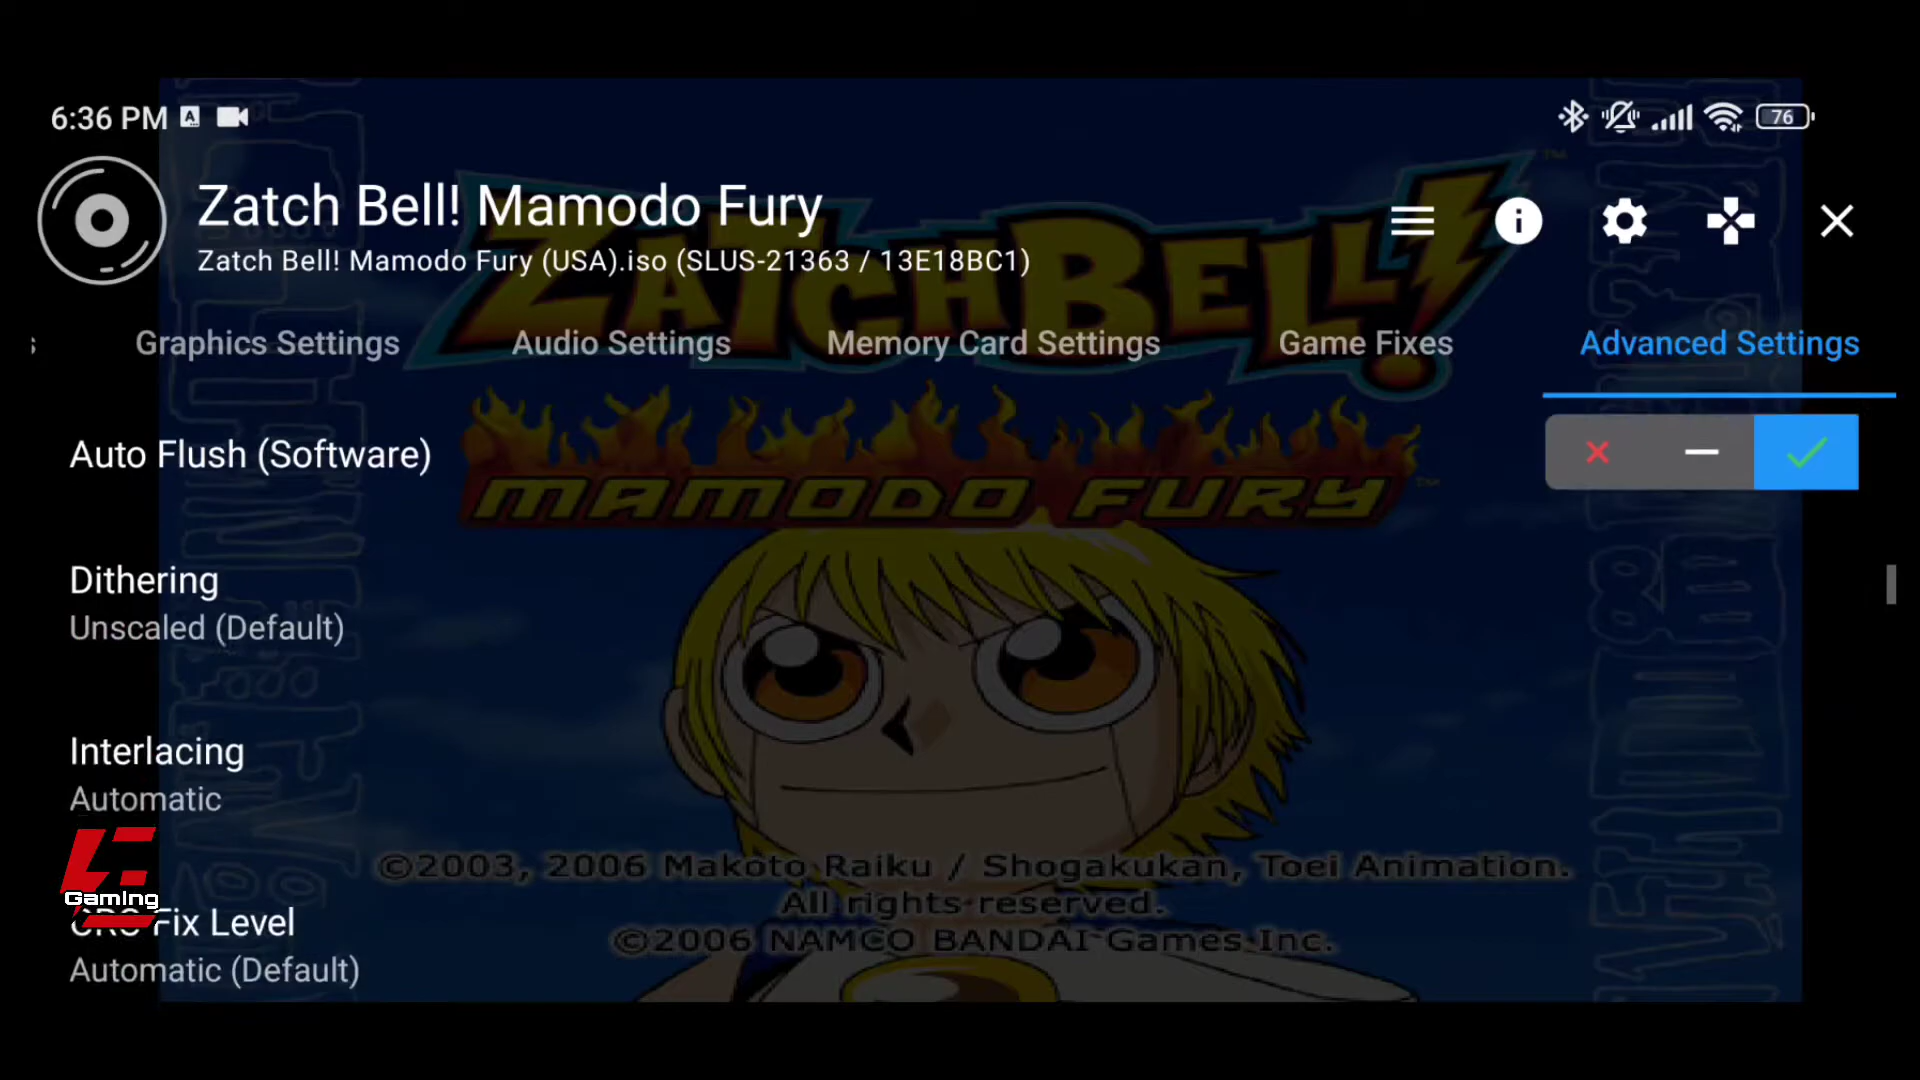 6:36 PM A 76
Zatch Bell! Mamodo Fury
Zatch Bell! Mamodo Fury (USA).iso (SLUS-21363 / 13E18BC1)
s Graphics Settings Audio Settings Memory Card Settings Game Fixes Advanced Settings
ZATCHBELL! ™
Auto Flush (Software)
MAMODO FURY ™
Dithering
Unscaled (Default)
Interlacing
Automatic
Gaming
©2003, 2006 Makoto Raiku / Shogakukan, Toei Animation.
All rights reserved.
Fix Level
©2006 NAMCO BANDAI Games Inc.
Automatic (Default)